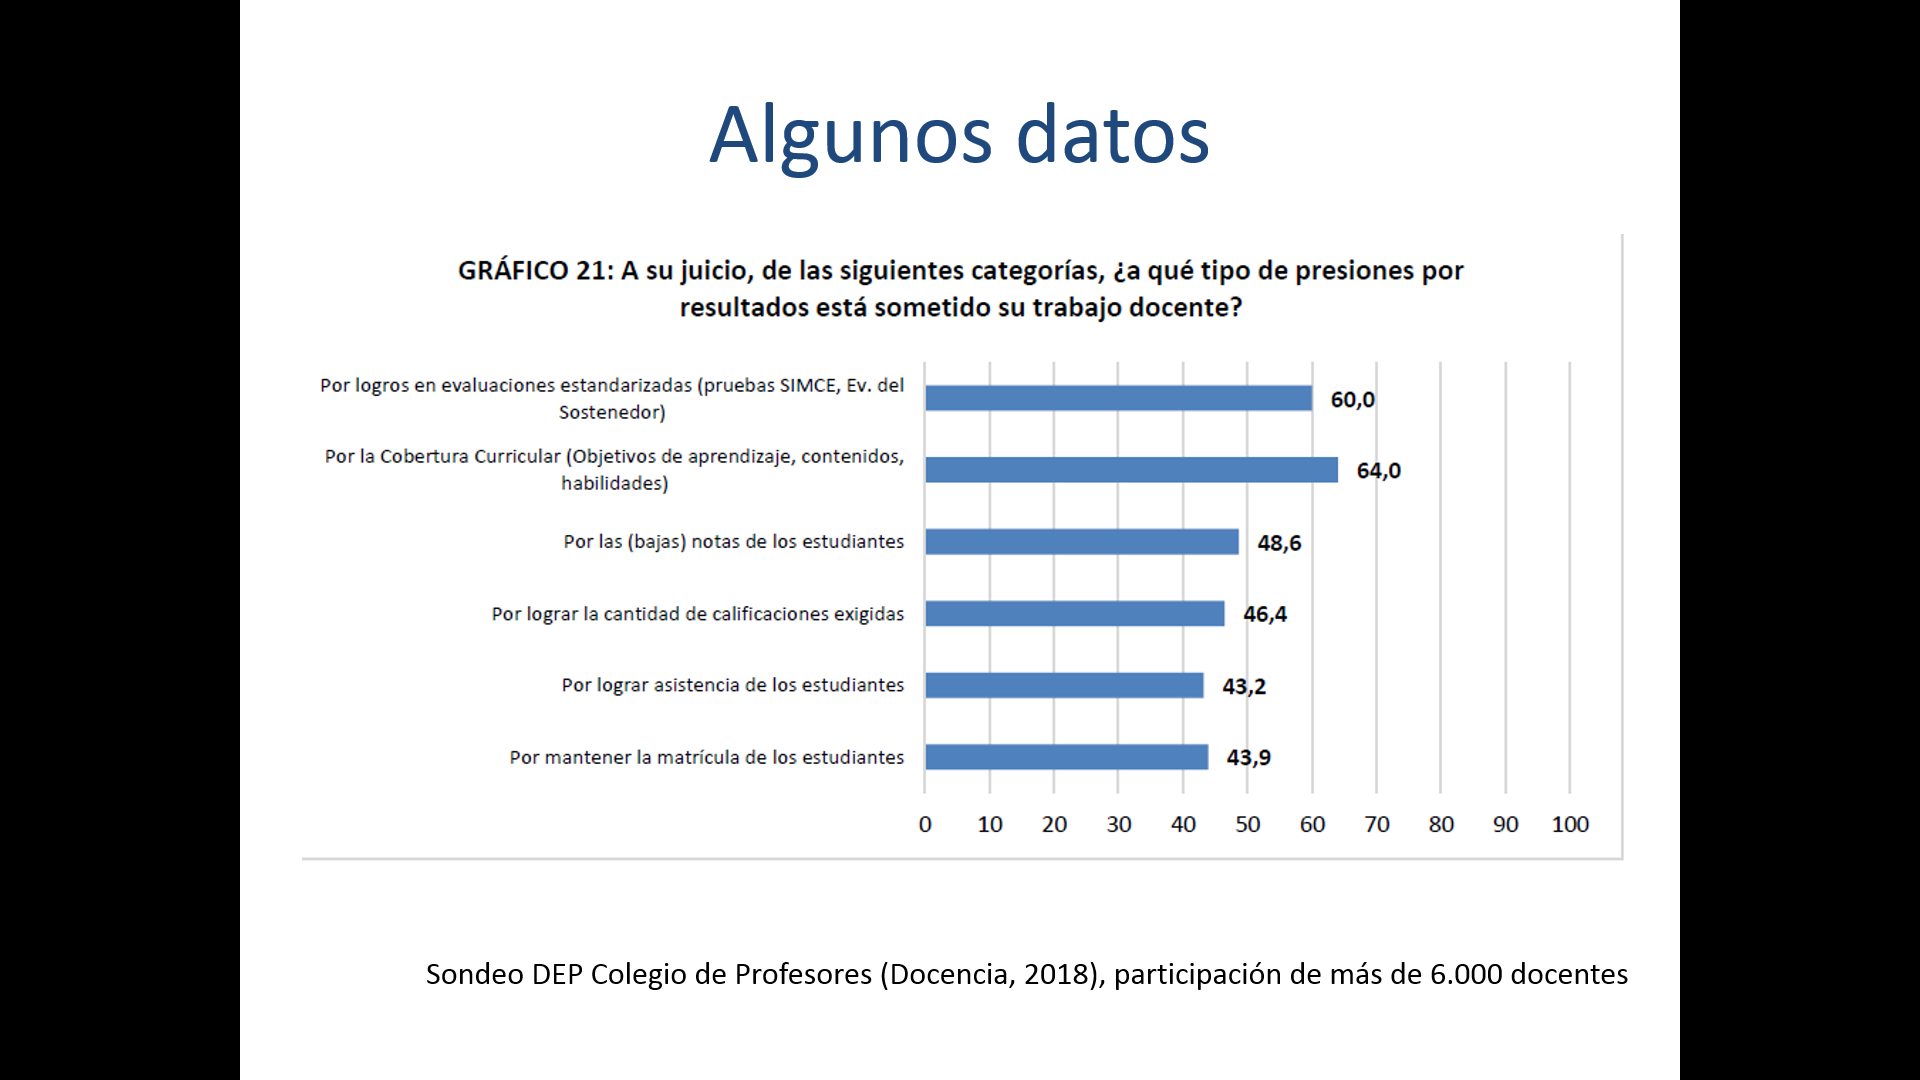 Algunos datos
GRÁFICO 21: A su juicio, de las siguientes categorías, ¿a qué tipo de presiones por
resultados está sometido su trabajo docente?
Por logros en evaluaciones estandarizadas (pruebas SIMCE, Ev. del
Sostenedor)
60,0
Por la Cobertura Curricular (Objetivos de aprendizaje, contenidos,
habilidades)
64,0
Por las (bajas) notas de los estudiantes
48,6
Por lograr la cantidad de calificaciones exigidas
46,4
Por lograr asistencia de los estudiantes
43,2
Por mantener la matrícula de los estudiantes
43,9
0 10 20 30 40 50 60 70 80 90 100
Sondeo DEP Colegio de Profesores (Docencia, 2018), participación de más de 6.000 docentes